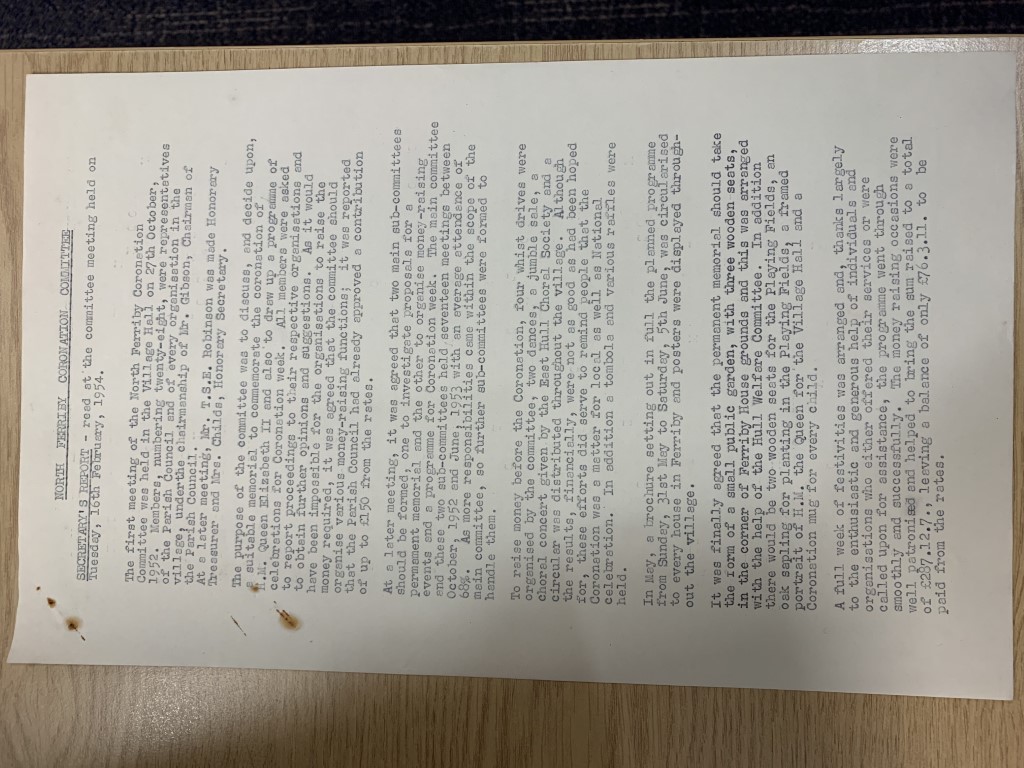 NORTH FERRIBY CORONATION COMMITTEE
SECRETARY'S REPORT - read at the committee meeting held on
Tuesday, 16th February, 1954.
The first meeting of the North Ferriby Coronation
Committee was held in the Village Hall on 27th October,
1952. Members, numbering twenty-eight, were representatives
of the Parish Council and of every organisation in the
village, under the Chairmanship of Mr. Gibson, Chairman of
the Parish Council.
At a later meeting, Mr. T.S.E. Robinson was made Honorary
Treasurer and Mrs. Childs, Honorary Secretary.
The purpose of the committee was to discuss, and decide upon,
a suitable memorial to commemorate the coronation of
H.M. Queen Elizabeth II and also to draw up a programme of
celebrations for Coronation week. All members were asked
to report proceedings to their respective organisations and
to obtain further opinions and suggestions. As it would
have been impossible for the organisations to raise the
money required, it was agreed that the committee should
organise various money-raising functions; it was reported
that the Parish Council had already approved a contribution
of up to £150 from the rates.
At a later meeting, it was agreed that two main sub-committees
should be formed, one to investigate proposals for a
permanent memorial and the other to organise money-raising
events and a programme for Coronation week. The main committee
and these two sub-committees held seventeen meetings between
October, 1952 and June, 1953 with an average attendance of
68%. As more responsibilities came within the scope of the
main committee, so further sub-committees were formed to
handle them.
To raise money before the Coronation, four whist drives were
organised by the committee, two dances, a jumble sale, a
choral concert given by the East Hull Choral Society and a
circular was distributed throughout the village. Although
the results, financially, were not as good as had been hoped
for, these efforts did serve to remind people that the
Coronation was a matter for local as well as National
celebration. In addition a tombola and various raffles were
held.
In May, a brochure setting out in full the planned programme
from Sunday, 31st May to Saturday, 5th June, was circularised
to every house in Ferriby and posters were displayed through-
out the village.
It was finally agreed that the permanent memorial should take
the form of a small public garden, with three wooden seats,
in the corner of Ferriby House grounds and this was arranged
with the help of the Hull Welfare Committee. In addition
there would be two wooden seats for the Playing Fields, an
oak sapling for planting in the Playing Fields, a framed
portrait of H.M. the Queen for the Village Hall and a
Coronation mug for every child.
A full week of festivities was arranged and, thanks largely
to the enthusiastic and generous help of individuals and
organisations who either offered their services or were
called upon for assistance, the programme went through
smoothly and successfully. The money raising occasions were
well patronised and helped to bring the sum raised to a total
of £297.12.7., leaving a balance of only £76.3.11. to be
paid from the rates.